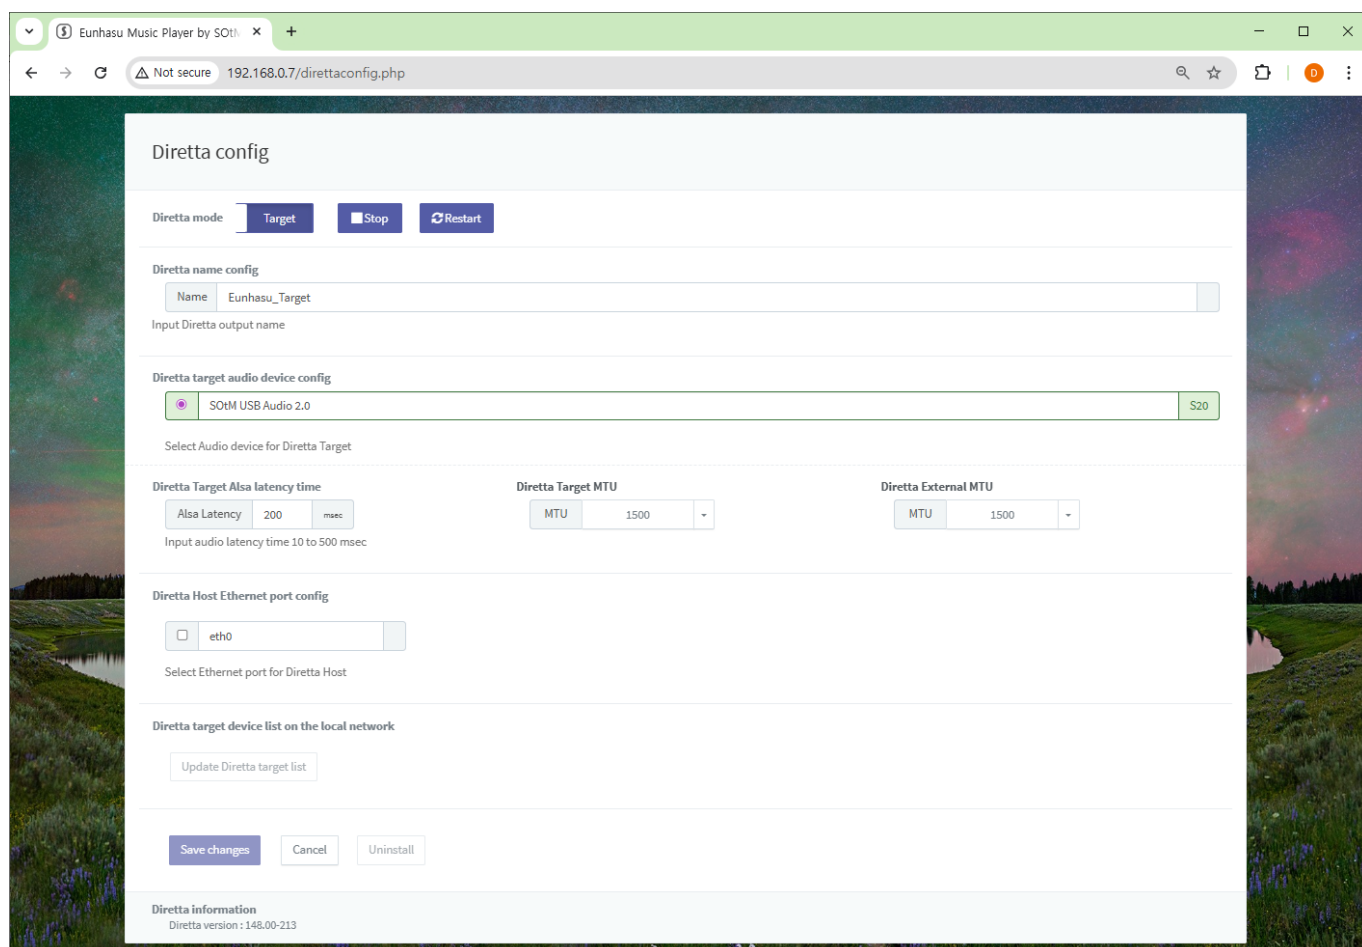 Eunhasu Music Player by SOtM
Not secure 192.168.0.7/direttaconfig.php
D
Diretta config
Diretta mode Target Stop Restart
Diretta name config
Name Eunhasu_Target
Input Diretta output name
Diretta target audio device config
SOtM USB Audio 2.0 S20
Select Audio device for Diretta Target
Diretta Target Alsa latency time Diretta Target MTU Diretta External MTU
Alsa Latency 200 msec MTU 1500 MTU 1500
Input audio latency time 10 to 500 msec
Diretta Host Ethernet port config
eth0
Select Ethernet port for Diretta Host
Diretta target device list on the local network
Update Diretta target list
Save changes Cancel Uninstall
Diretta information
Diretta version : 148.00-213